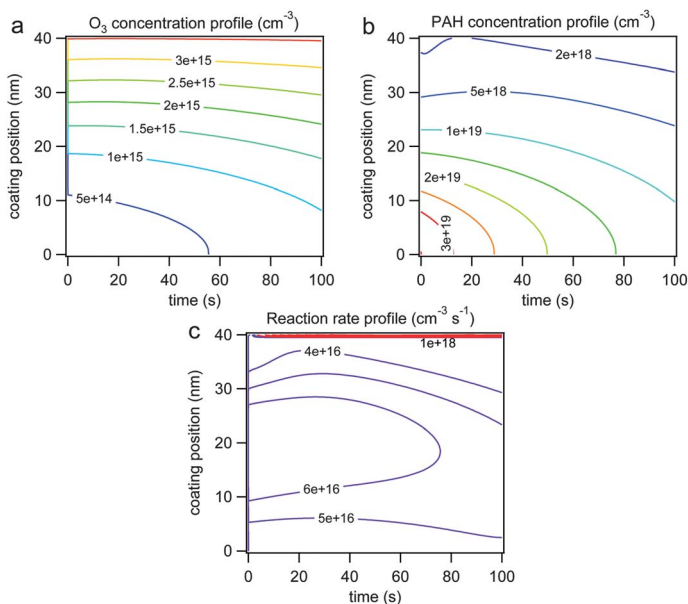 a
O3 concentration profile (cm-3)
coating position (nm)
40
30
20
10
0
3e+15
2.5e+15
2e+15
1.5e+15
1e+15
5e+14
0 20 40 60 80 100
time (s)
b
PAH concentration profile (cm-3)
coating position (nm)
40
30
20
10
0
2e+18
5e+18
1e+19
2e+19
3e+19
0 20 40 60 80 100
time (s)
c
Reaction rate profile (cm-3 s-1)
coating position (nm)
40
30
20
10
0
1e+18
4e+16
6e+16
5e+16
0 20 40 60 80 100
time (s)